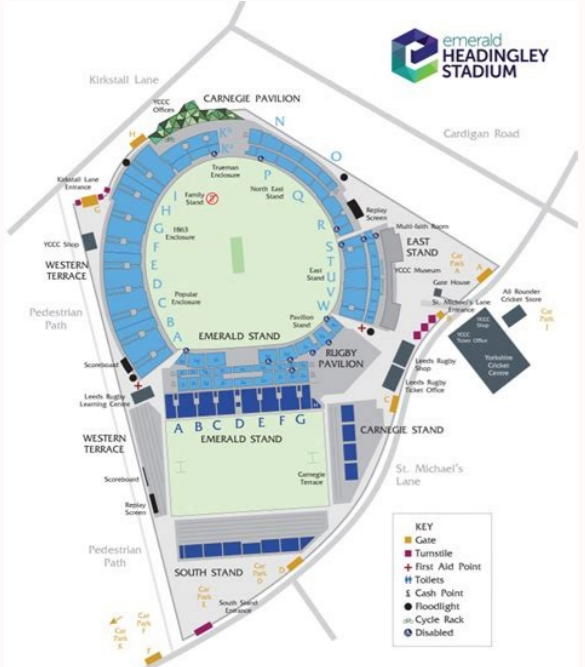 emerald
HEADINGLEY
STADIUM
Kirkstall Lane
YCCC
Offices
CARNEGIE PAVILION
N
O
H
Cardigan Road
Trueman
Enclosure
P
North East
Stand
Q
Kirkstall Lane
Entrance
G
Family
Stand
I
H
Replay
Screen
R
Multi-faith Room
1863
Enclosure
G
YCCC Shop
F
S
EAST
STAND
Car
Park
A
A
WESTERN
TERRACE
E
T
East
Stand
U
YCCC Museum
Gate House
D
V
Popular
Enclosure
C
W
St. Michael's Lane
Entrance
All Rounder
Cricket Store
Pedestrian
Path
Pavilion
Stand
YCC
Shop
YCC
Ticket Office
B
A
EMERALD STAND
Yorkshire
Cricket
Centre
Scoreboard
RUGBY
PAVILION
Leeds Rugby
Shop
Leeds Rugby
Ticket Office
Leeds Rugby
Learning Centre
C
A B C D E F G
EMERALD STAND
CARNEGIE STAND
WESTERN
TERRACE
St. Michael's
Lane
Scoreboard
Carnegie
Terrace
Replay
Screen
Pedestrian
Path
SOUTH STAND
Car
Park
D
D
Car
Park
E
South Stand
Entrance
Car
Park
F
Car
Park
K
F
KEY
Gate
Turnstile
First Aid Point
Toilets
£ Cash Point
Floodlight
Cycle Rack
Disabled